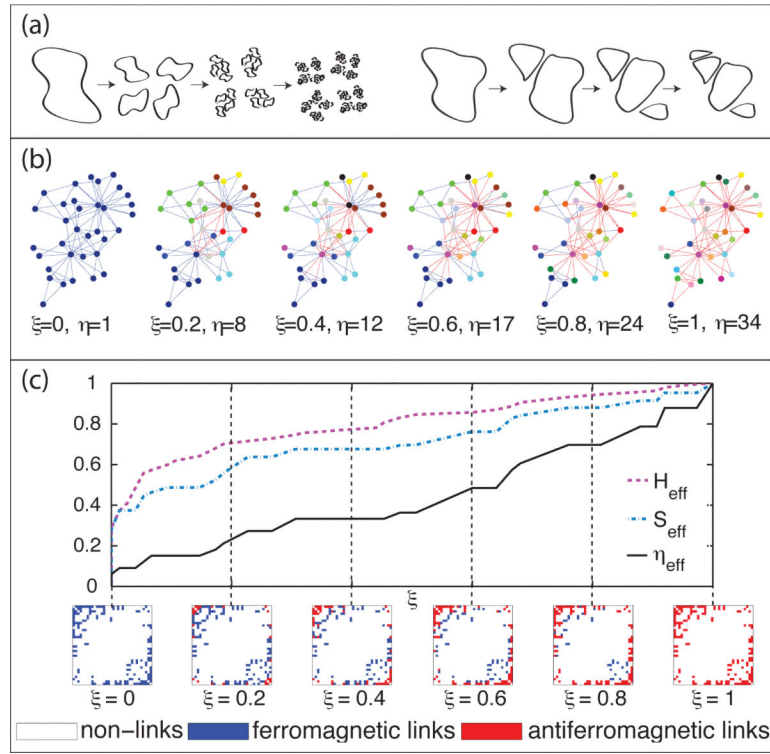 (a)
(b)
ξ=0, η=1 ξ=0.2, η=8 ξ=0.4, η=12 ξ=0.6, η=17 ξ=0.8, η=24 ξ=1, η=34
(c)
1
0.8
0.6
0.4
0.2
0
H_eff
S_eff
η_eff
ξ
ξ = 0 ξ = 0.2 ξ = 0.4 ξ = 0.6 ξ = 0.8 ξ = 1
non-links ferromagnetic links antiferromagnetic links